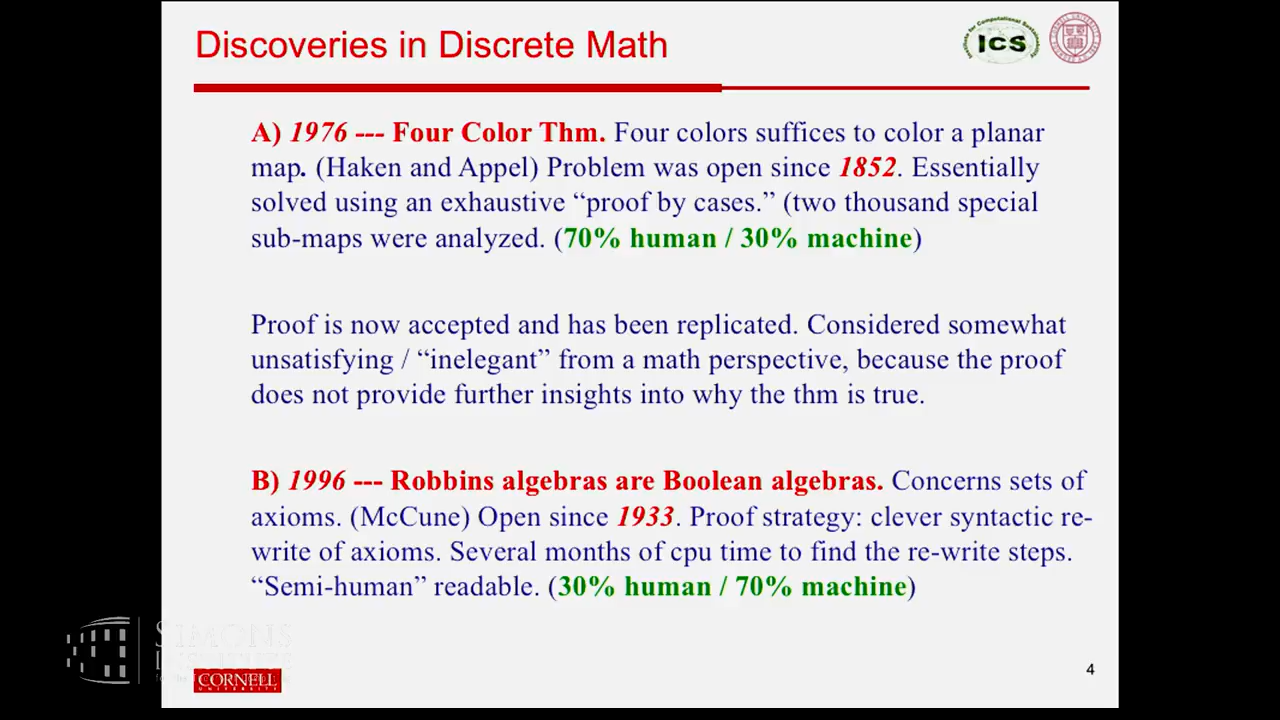 Discoveries in Discrete Math
ICS
A) 1976 --- Four Color Thm. Four colors suffices to color a planar
map. (Haken and Appel) Problem was open since 1852. Essentially
solved using an exhaustive “proof by cases.” (two thousand special
sub-maps were analyzed. (70% human / 30% machine)
Proof is now accepted and has been replicated. Considered somewhat
unsatisfying / “inelegant” from a math perspective, because the proof
does not provide further insights into why the thm is true.
B) 1996 --- Robbins algebras are Boolean algebras. Concerns sets of
axioms. (McCune) Open since 1933. Proof strategy: clever syntactic re-
write of axioms. Several months of cpu time to find the re-write steps.
“Semi-human” readable. (30% human / 70% machine)
SIMONS
INSTITUTE
CORNELL
UNIVERSITY
4